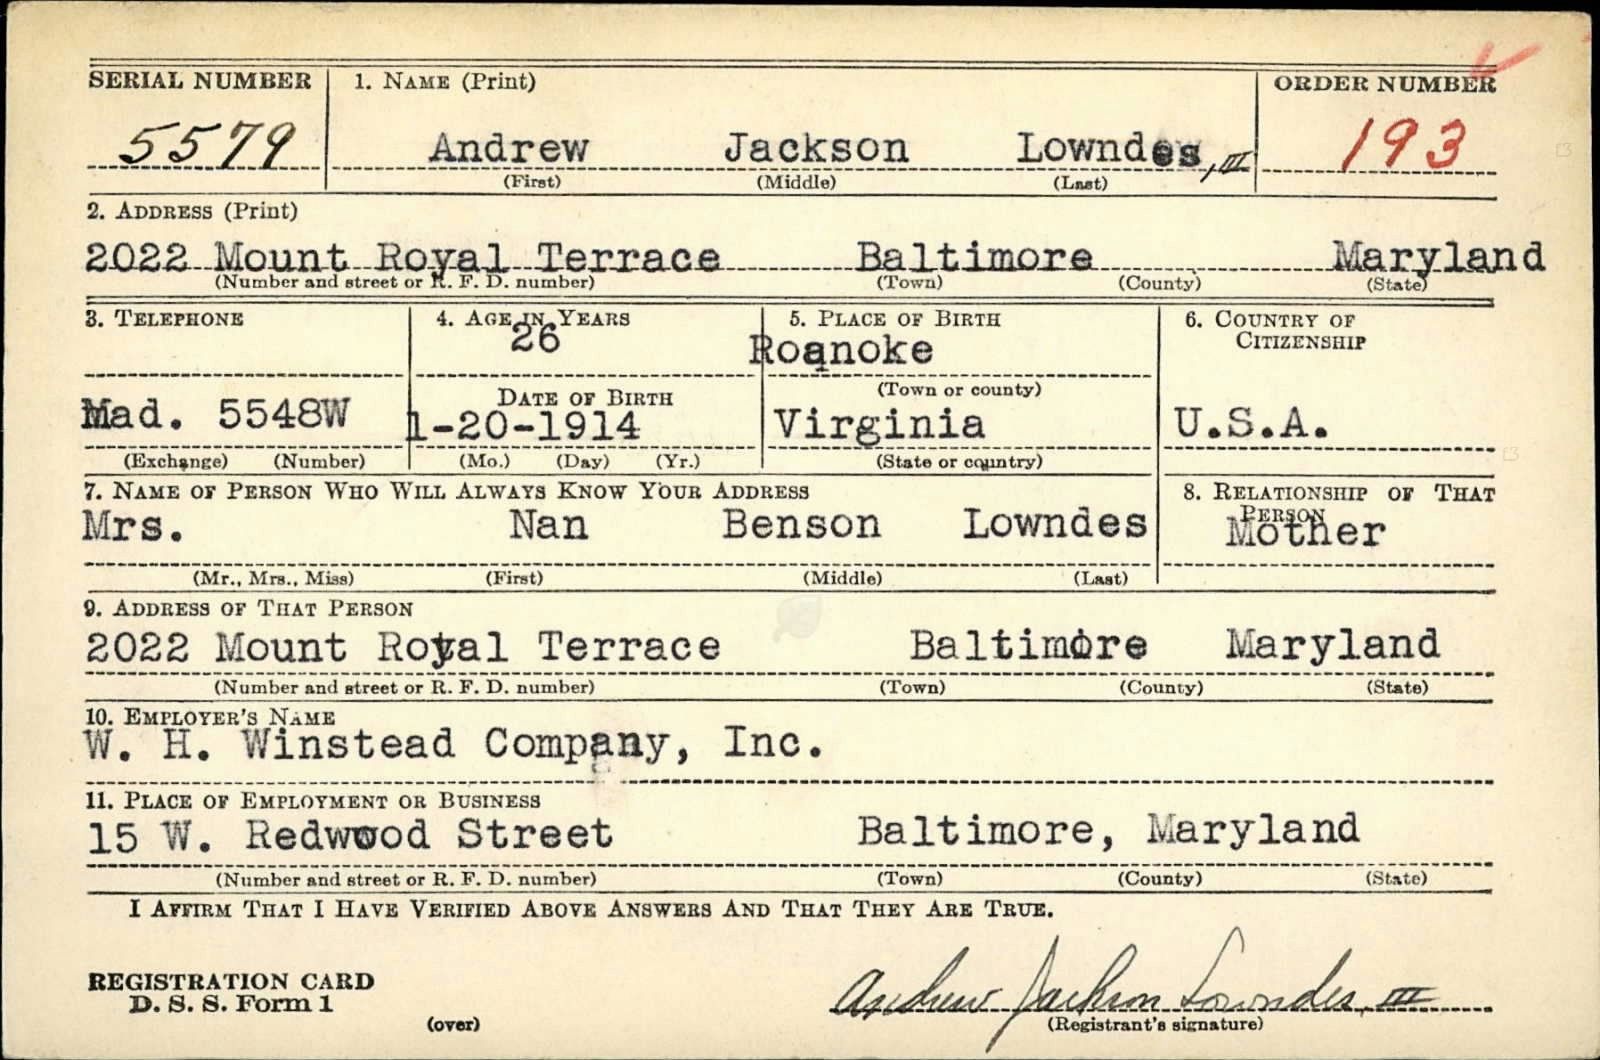 SERIAL NUMBER 1. NAME (Print) ORDER NUMBER
5579 Andrew Jackson Lowndes, III 193
(First) (Middle) (Last)
2. ADDRESS (Print)
2022 Mount Royal Terrace Baltimore Maryland
(Number and street or R. F. D. number) (Town) (County) (State)
3. TELEPHONE 4. AGE IN YEARS 5. PLACE OF BIRTH 6. COUNTRY OF
CITIZENSHIP
26 Roanoke
(Town or county)
DATE OF BIRTH
Mad. 5548W 1-20-1914 Virginia U.S.A.
(Exchange) (Number) (Mo.) (Day) (Yr.) (State or country)
7. NAME OF PERSON WHO WILL ALWAYS KNOW YOUR ADDRESS 8. RELATIONSHIP OF THAT
PERSON
Mrs. Nan Benson Lowndes Mother
(Mr., Mrs., Miss) (First) (Middle) (Last)
9. ADDRESS OF THAT PERSON
2022 Mount Royal Terrace Baltimore Maryland
(Number and street or R. F. D. number) (Town) (County) (State)
10. EMPLOYER'S NAME
W. H. Winstead Company, Inc.
11. PLACE OF EMPLOYMENT OR BUSINESS
15 W. Redwood Street Baltimore, Maryland
(Number and street or R. F. D. number) (Town) (County) (State)
I AFFIRM THAT I HAVE VERIFIED ABOVE ANSWERS AND THAT THEY ARE TRUE.
REGISTRATION CARD
D. S. S. Form 1
Andrew Jackson Lowndes, III
(over) (Registrant's signature)